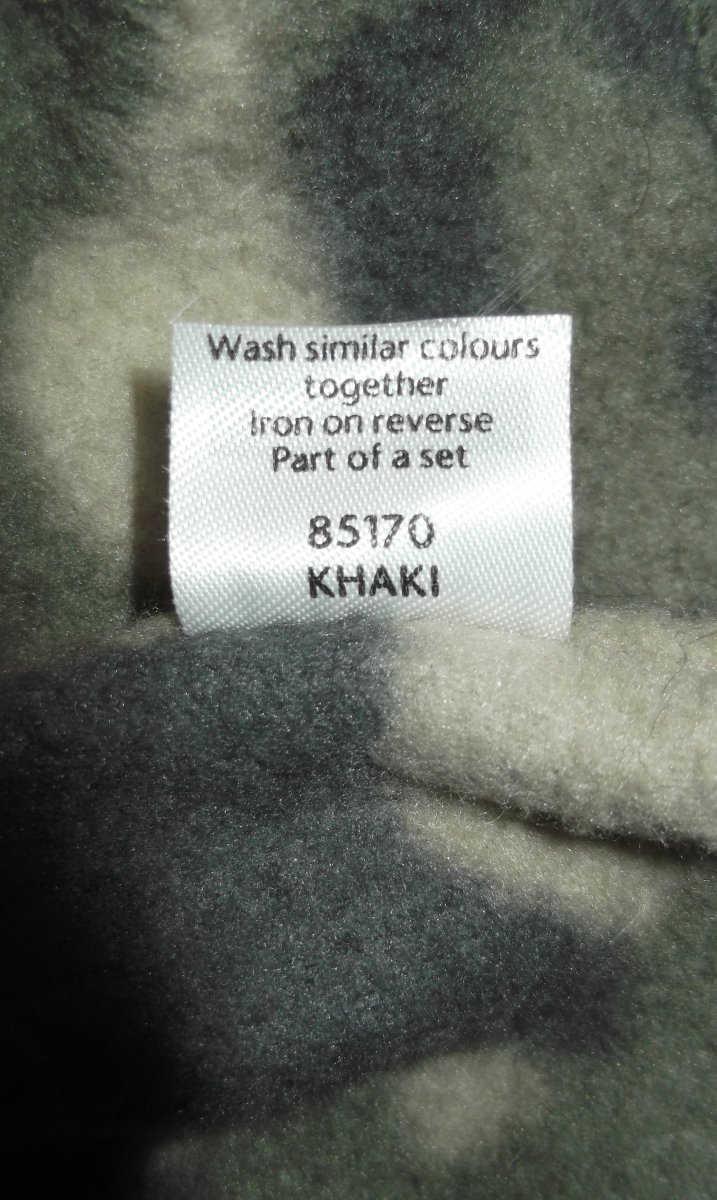 Wash similar colours
together
Iron on reverse
Part of a set
85170
KHAKI